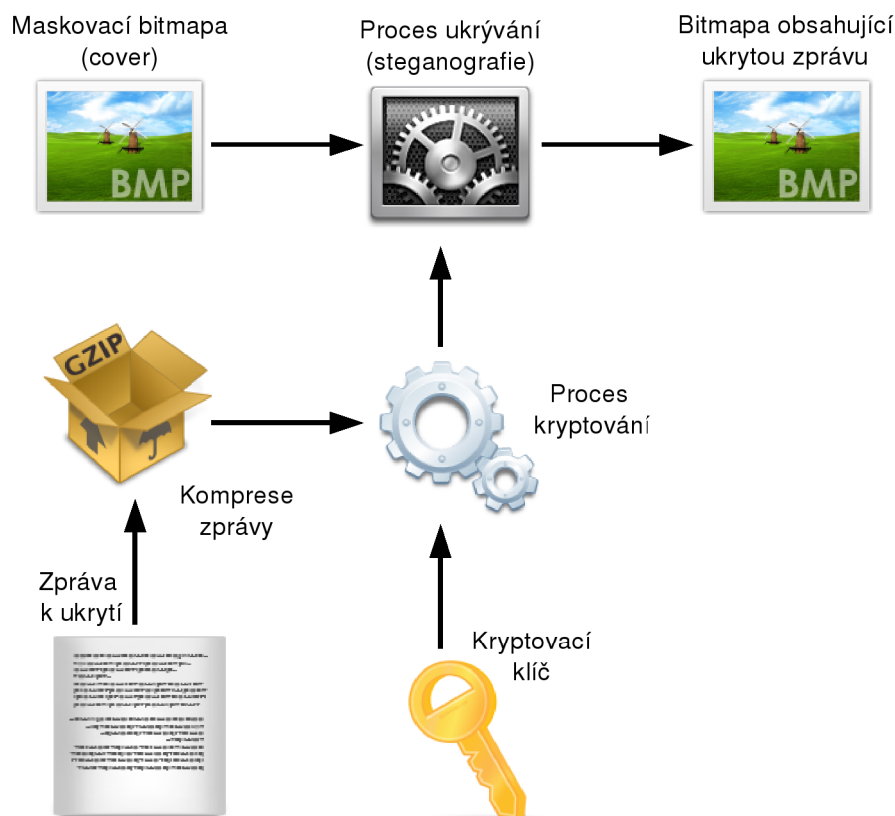 Maskovací bitmapa
(cover)
Proces ukrývání
(steganografie)
Bitmapa obsahující
ukrytou zprávu
BMP
BMP
GZIP
Proces
kryptování
Komprese
zprávy
Zpráva
k ukrytí
Kryptovací
klíč